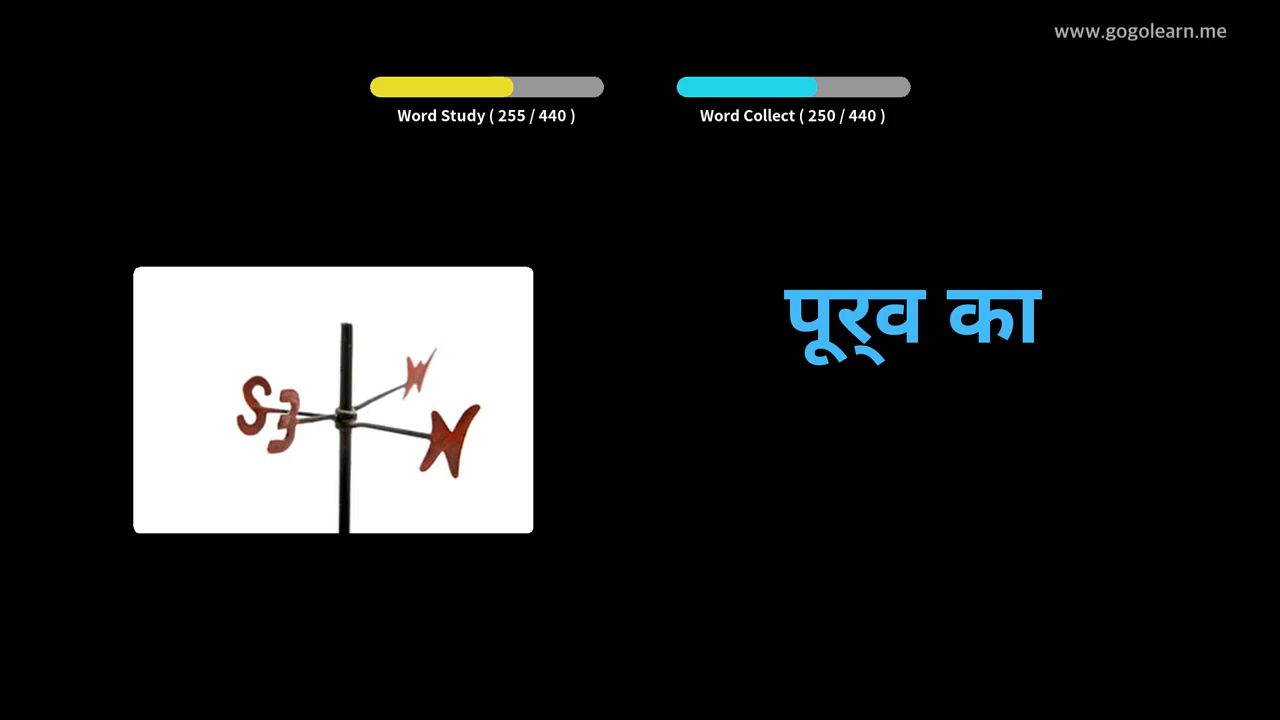 www.gogolearn.me
Word Study ( 255 / 440 )
Word Collect ( 250 / 440 )
S E N W
पूर्व का